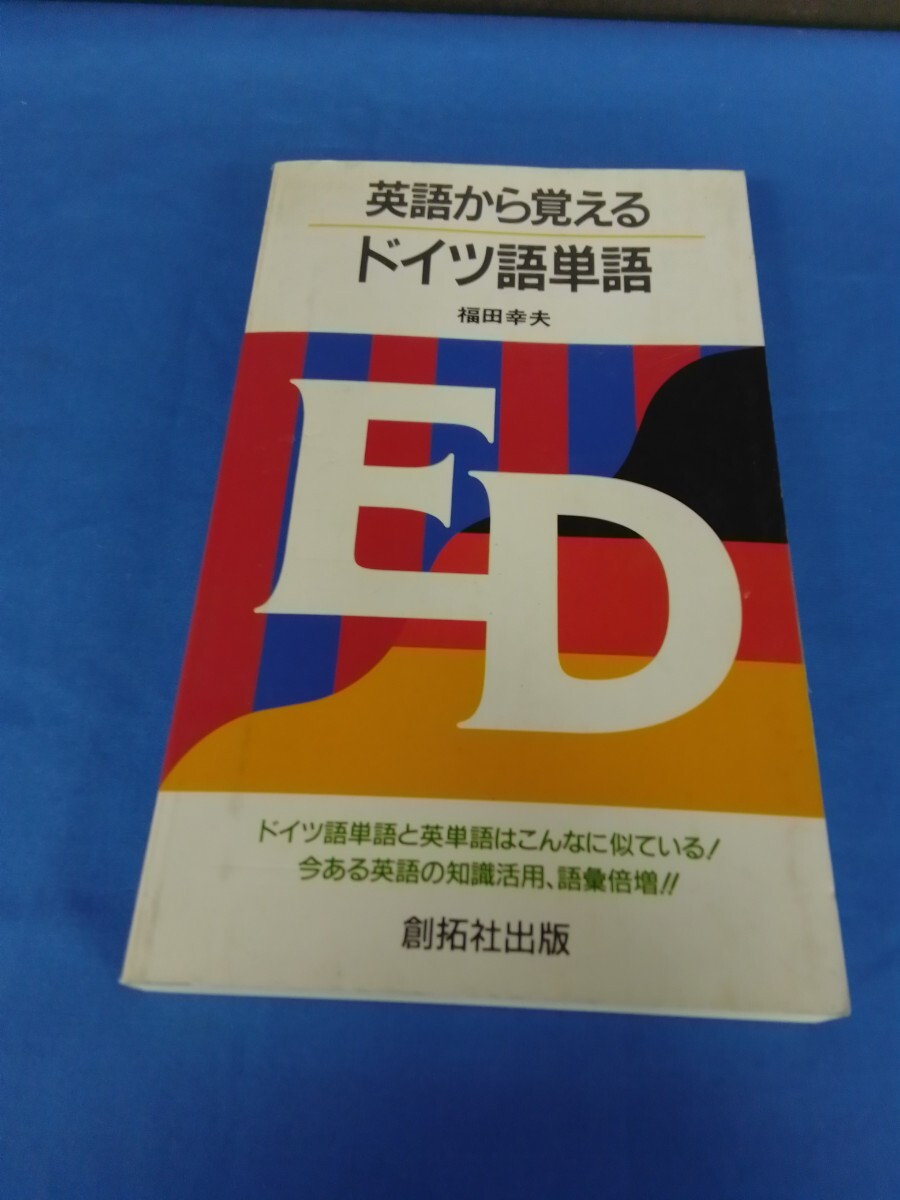 英語から覚える
ドイツ語単語
福田幸夫
ED
ドイツ語単語と英単語はこんなに似ている!
今ある英語の知識活用、語彙倍増!!
創拓社出版